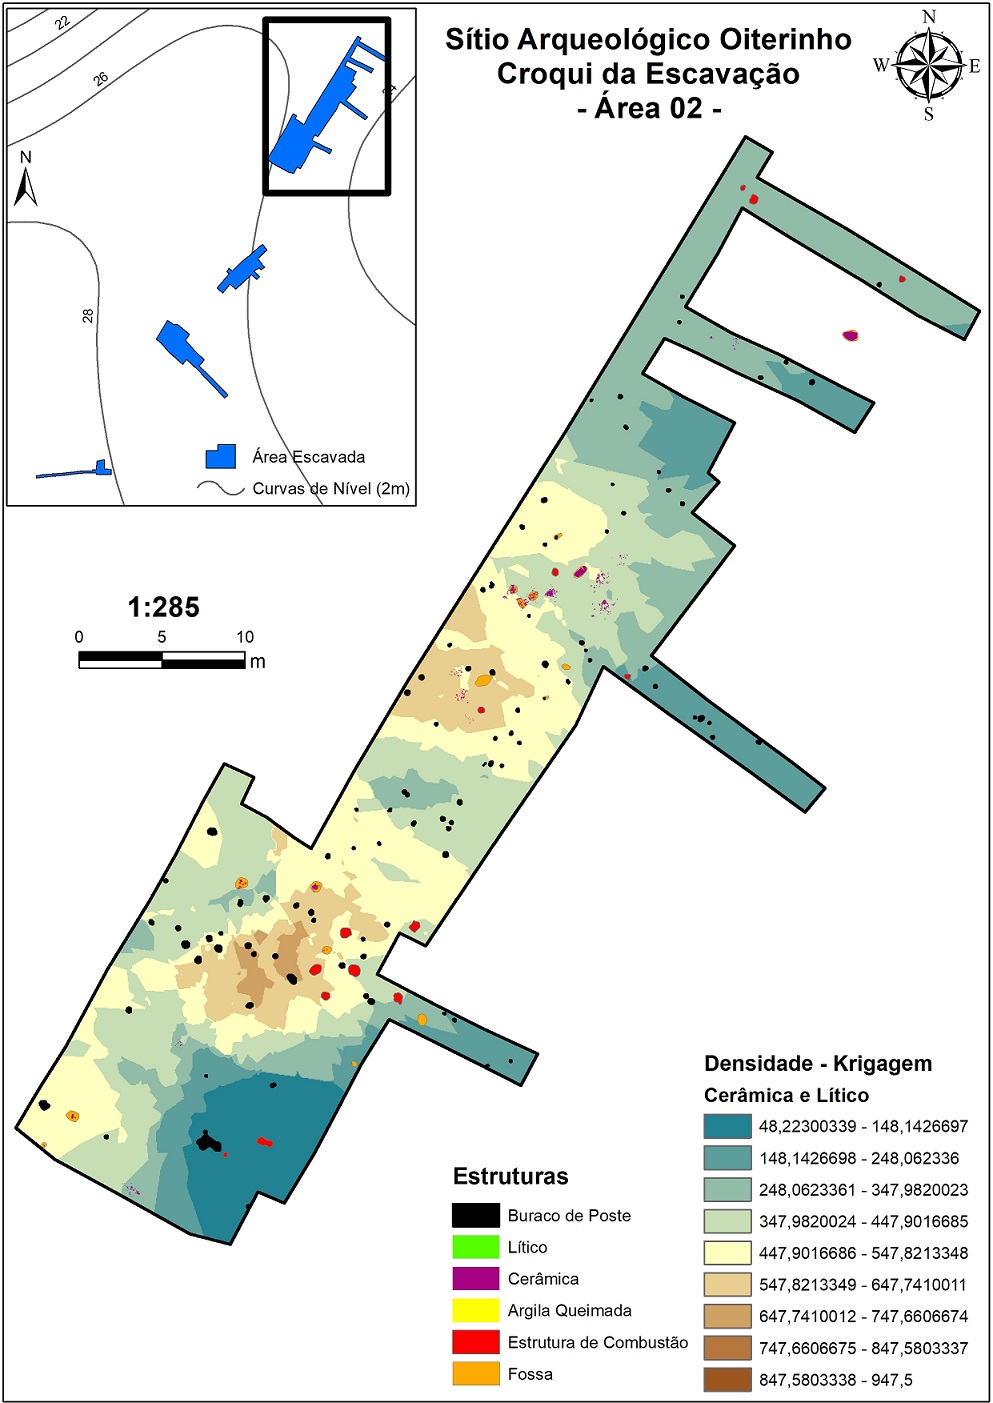 Sítio Arqueológico Oiterinho
Croqui da Escavação
- Área 02 -
N
W E
S
22
26
24
N
28
Área Escavada
Curvas de Nível (2m)
1:285
0 5 10
m
Densidade - Krigagem
Cerâmica e Lítico
48,22300339 - 148,1426697
148,1426698 - 248,062336
248,0623361 - 347,9820023
347,9820024 - 447,9016685
447,9016686 - 547,8213348
547,8213349 - 647,7410011
647,7410012 - 747,6606674
747,6606675 - 847,5803337
847,5803338 - 947,5
Estruturas
Buraco de Poste
Lítico
Cerâmica
Argila Queimada
Estrutura de Combustão
Fossa